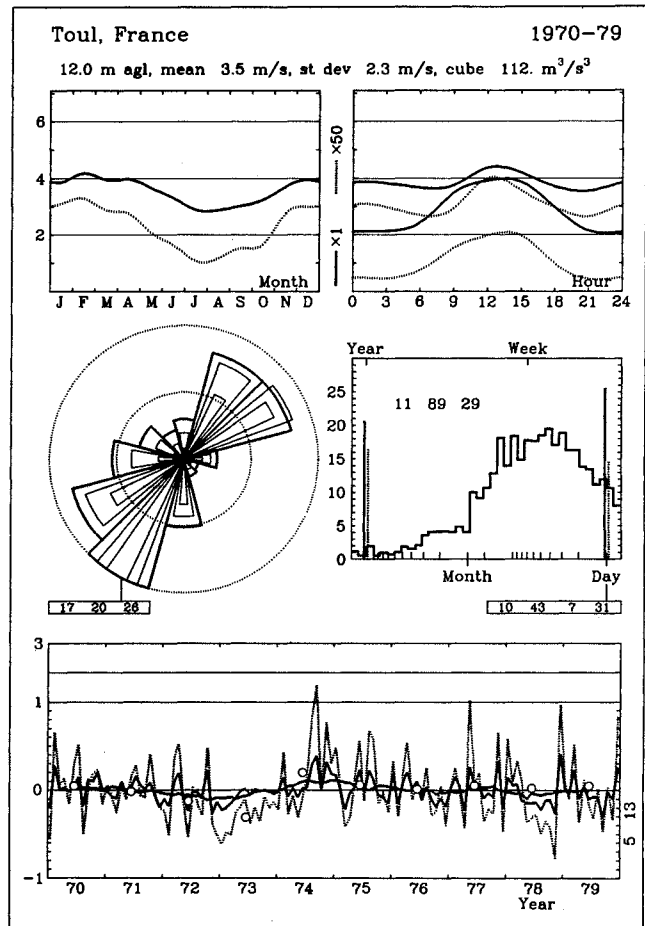 Toul, France 1970-79
12.0 m agl, mean 3.5 m/s, st dev 2.3 m/s, cube 112. m³/s³
6
4
2
J F M A M J J A S O N D
Month
×1 ×50
0 3 6 9 12 15 18 21 24
Hour
Year Week
25
20
15
10
5
0
11 89 29
Month Day
17 20 26
10 43 7 31
3
1
0
-1
70 71 72 73 74 75 76 77 78 79
Year
5 13